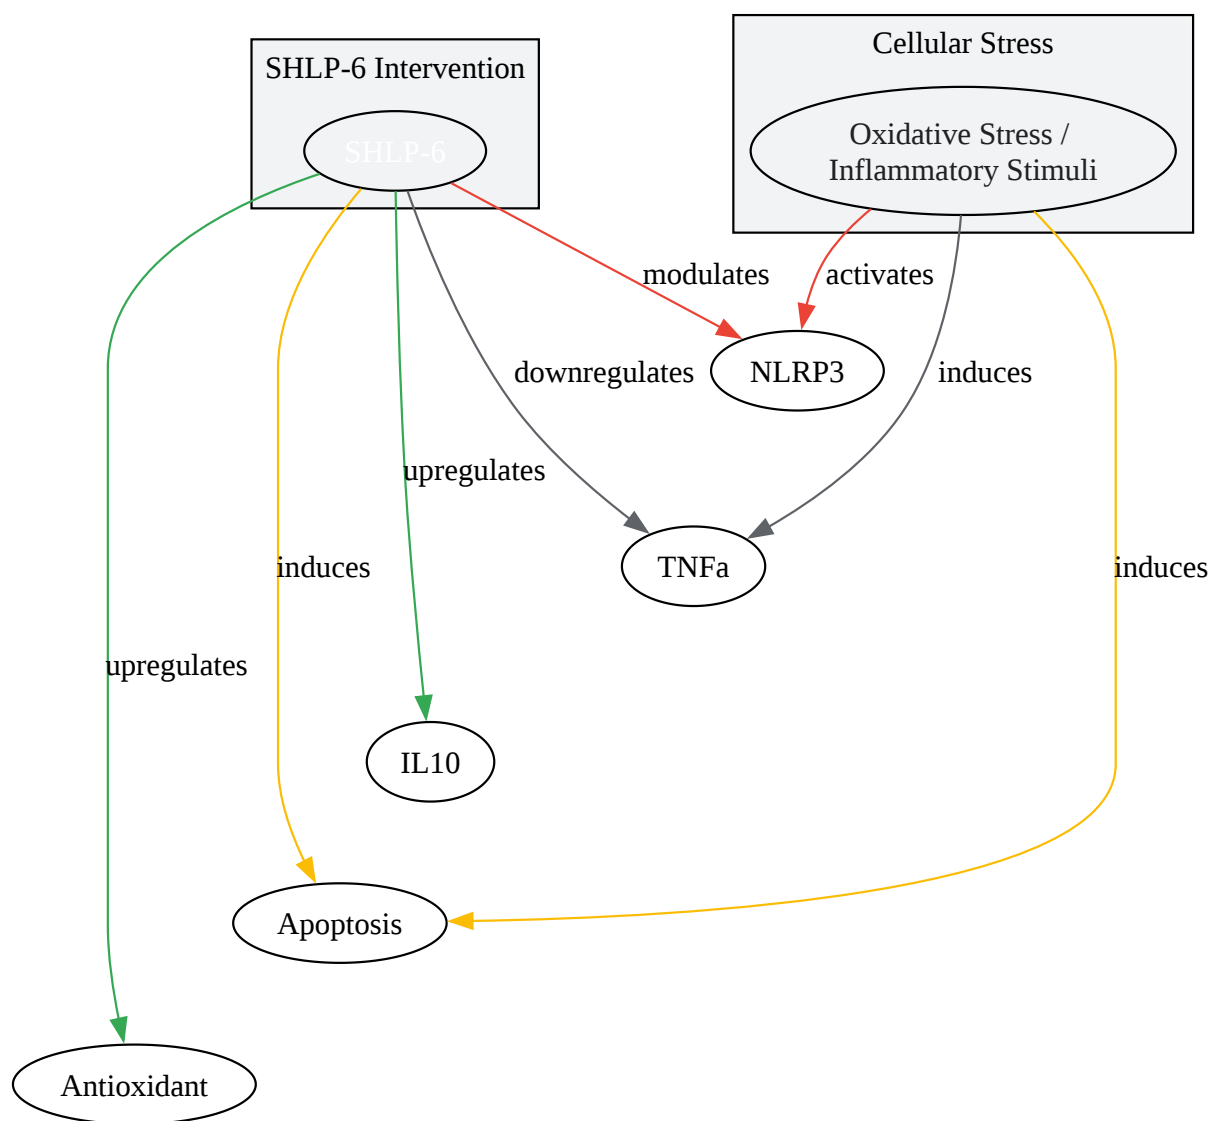 Cellular Stress
SHLP-6 Intervention
SHLP-6
Oxidative Stress /
Inflammatory Stimuli
modulates
activates
downregulates
NLRP3
induces
upregulates
induces
TNFa
induces
upregulates
IL10
Apoptosis
Antioxidant